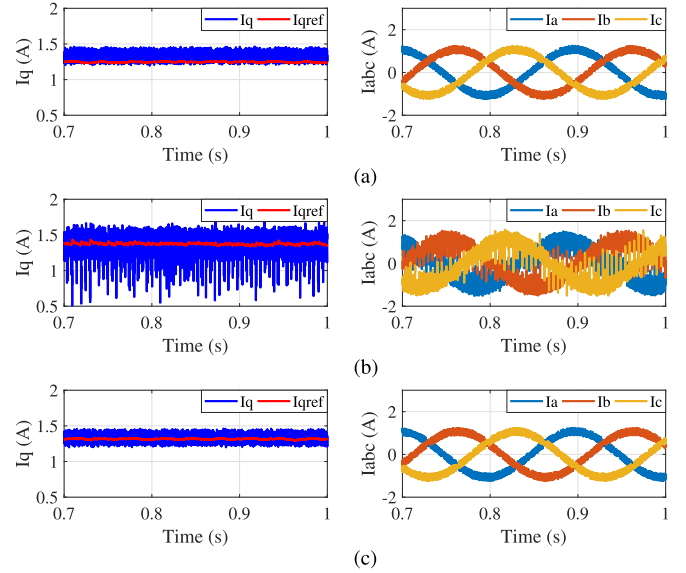 2
1.5
1
0.5
Iq (A)
Iq Iqref
0.7 0.8 0.9 1
Time (s)
2
0
-2
Iabc (A)
Ia Ib Ic
0.7 0.8 0.9 1
Time (s)
(a)
2
1.5
1
0.5
Iq (A)
Iq Iqref
0.7 0.8 0.9 1
Time (s)
2
0
-2
Iabc (A)
Ia Ib Ic
0.7 0.8 0.9 1
Time (s)
(b)
2
1.5
1
0.5
Iq (A)
Iq Iqref
0.7 0.8 0.9 1
Time (s)
2
0
-2
Iabc (A)
Ia Ib Ic
0.7 0.8 0.9 1
Time (s)
(c)